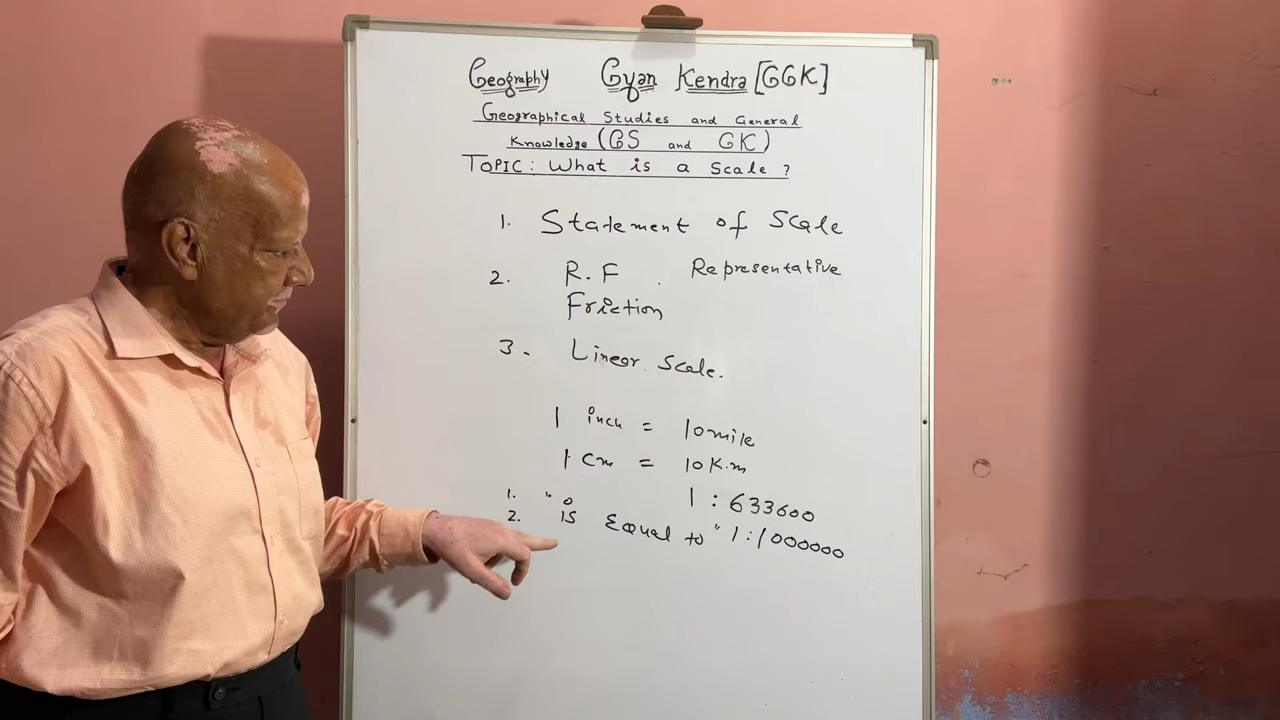 Geography Gyan Kendra [GGK]
Geographical Studies and General
Knowledge (GS and GK)
TOPIC: What is a Scale?
1. Statement of Scale
2. R.F. Representative
Friction
3. Linear Scale.
1 inch = 10 mile
1 Cm = 10 K.m
1. " 0 1 : 633600
2. IS Equal to " 1:1000000